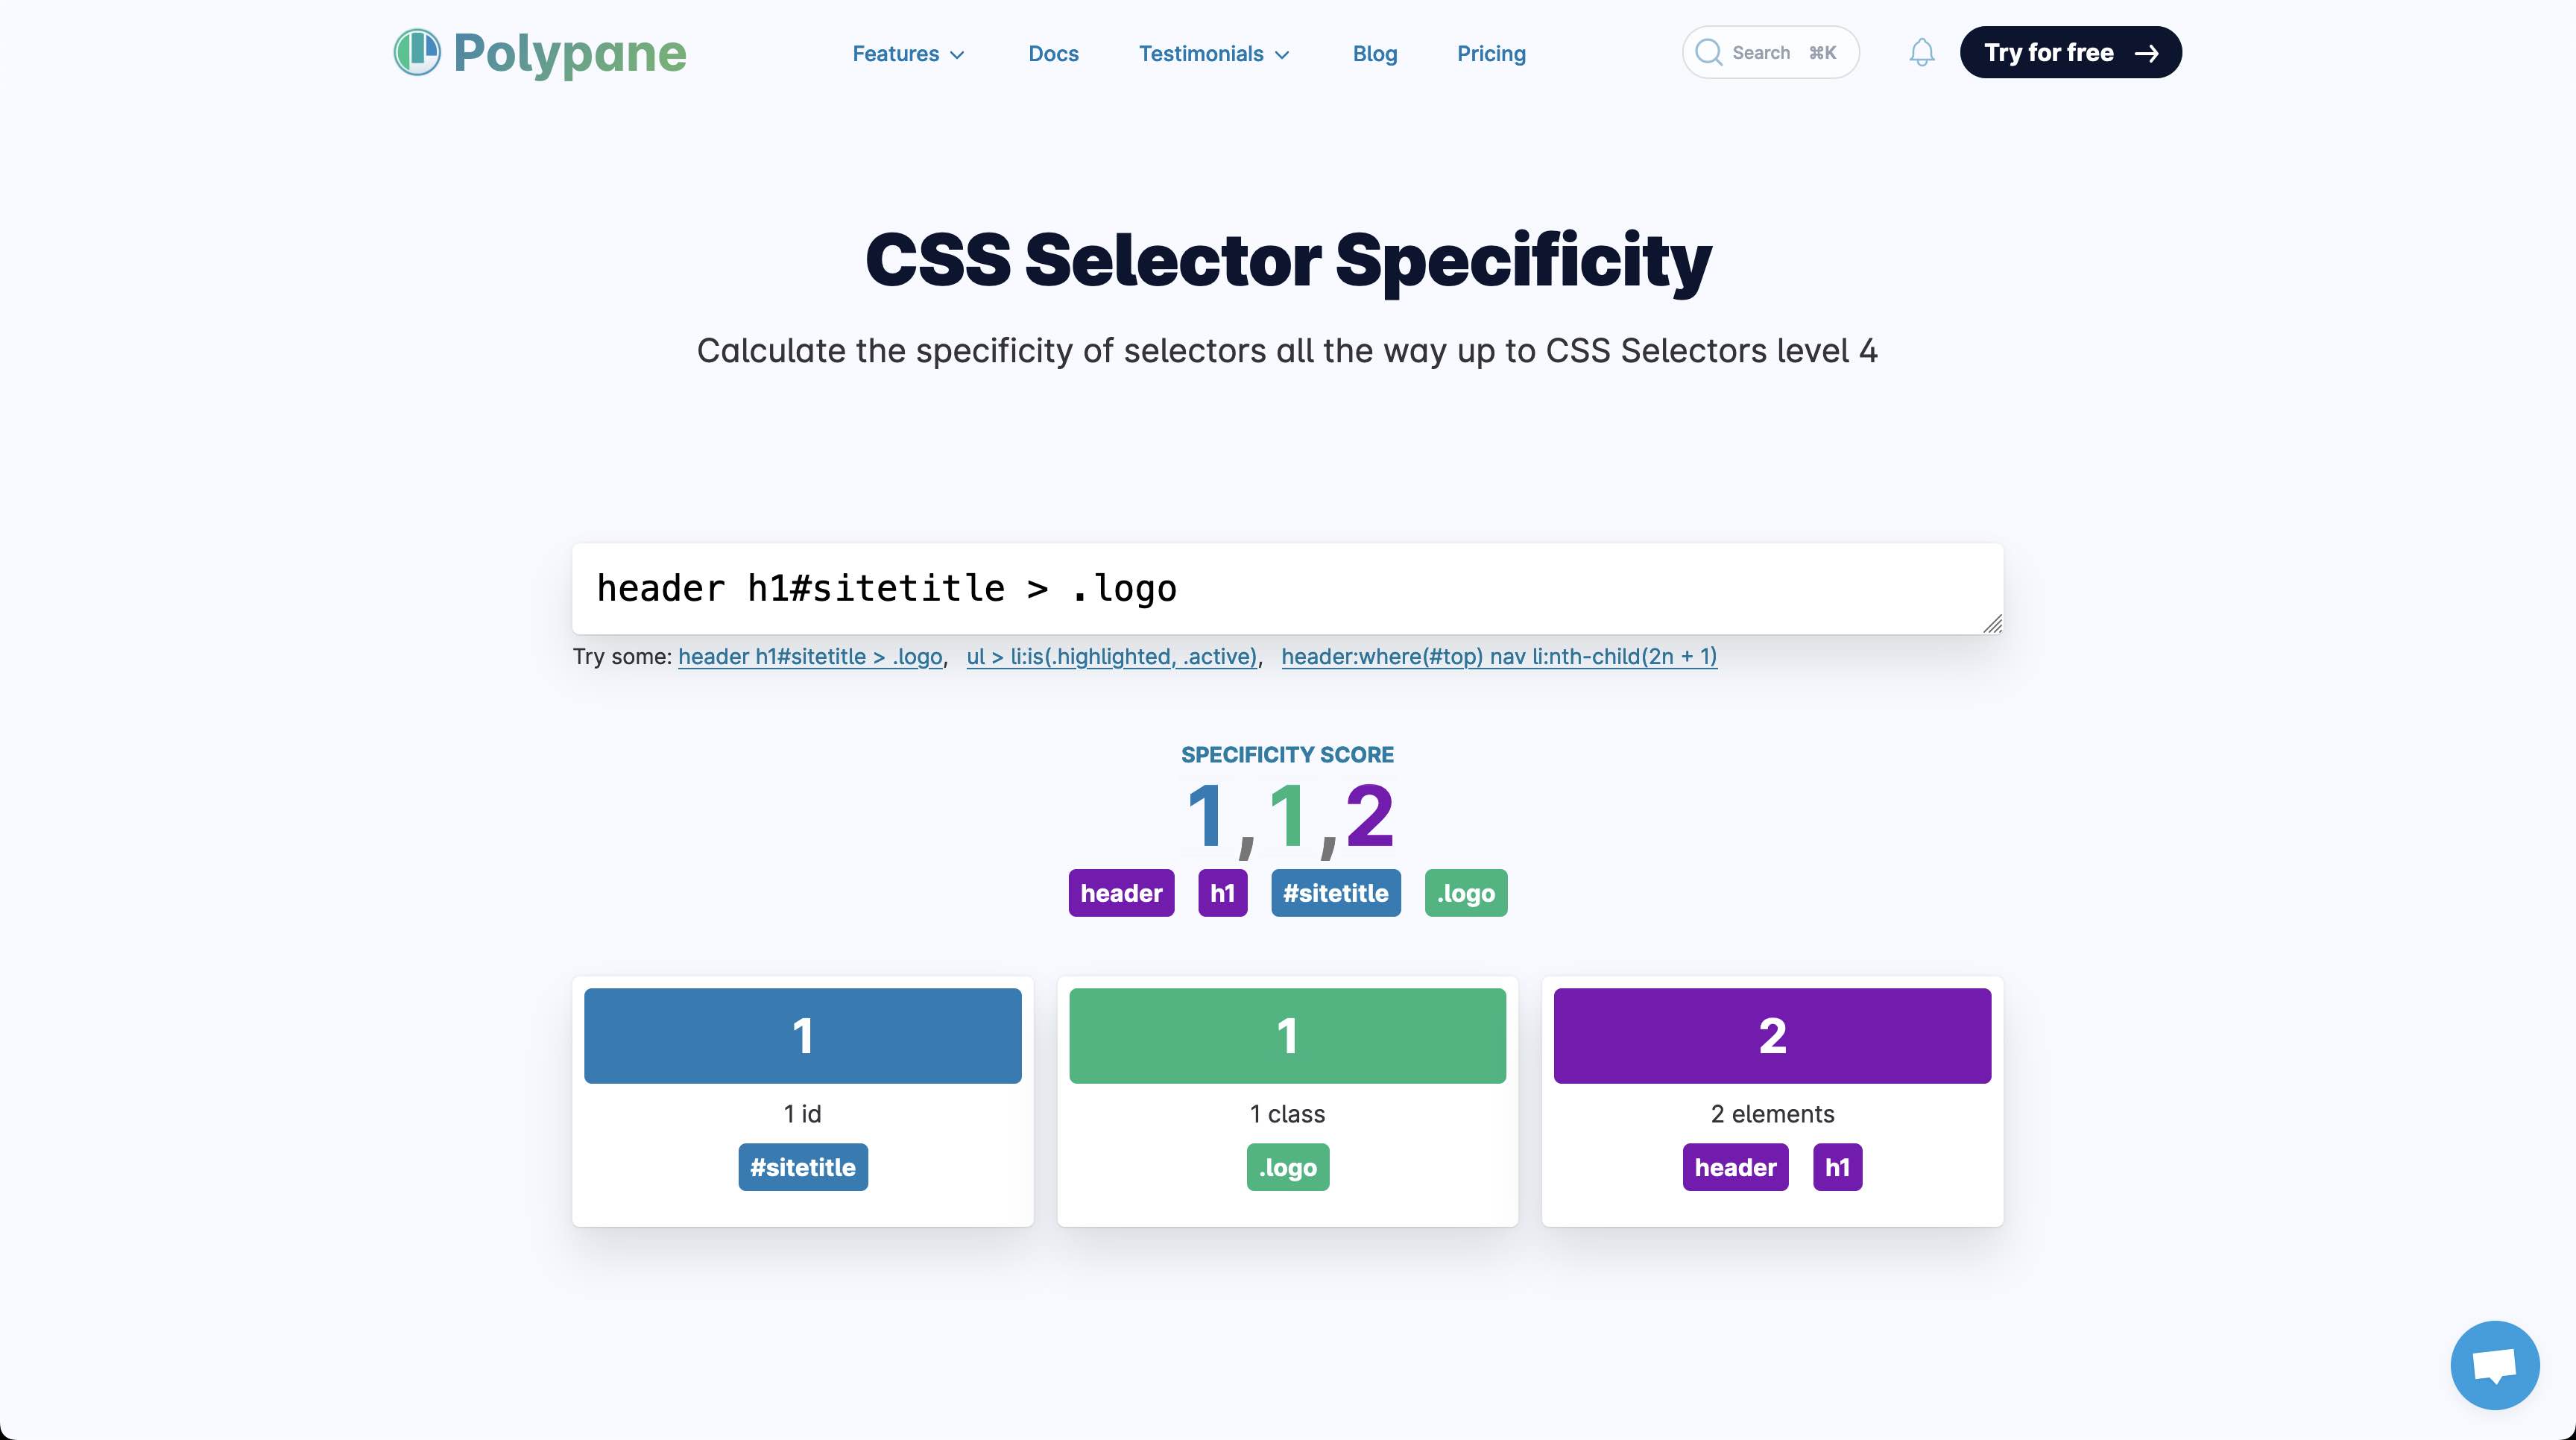 Polypane
Features
Docs
Testimonials
Blog
Pricing
Search ⌘K
Try for free →
CSS Selector Specificity
Calculate the specificity of selectors all the way up to CSS Selectors level 4
header h1#sitetitle > .logo
Try some: header h1#sitetitle > .logo, ul > li:is(.highlighted, .active), header:where(#top) nav li:nth-child(2n + 1)
SPECIFICITY SCORE
1,1,2
header h1 #sitetitle .logo
1
1 id
#sitetitle
1
1 class
.logo
2
2 elements
header h1